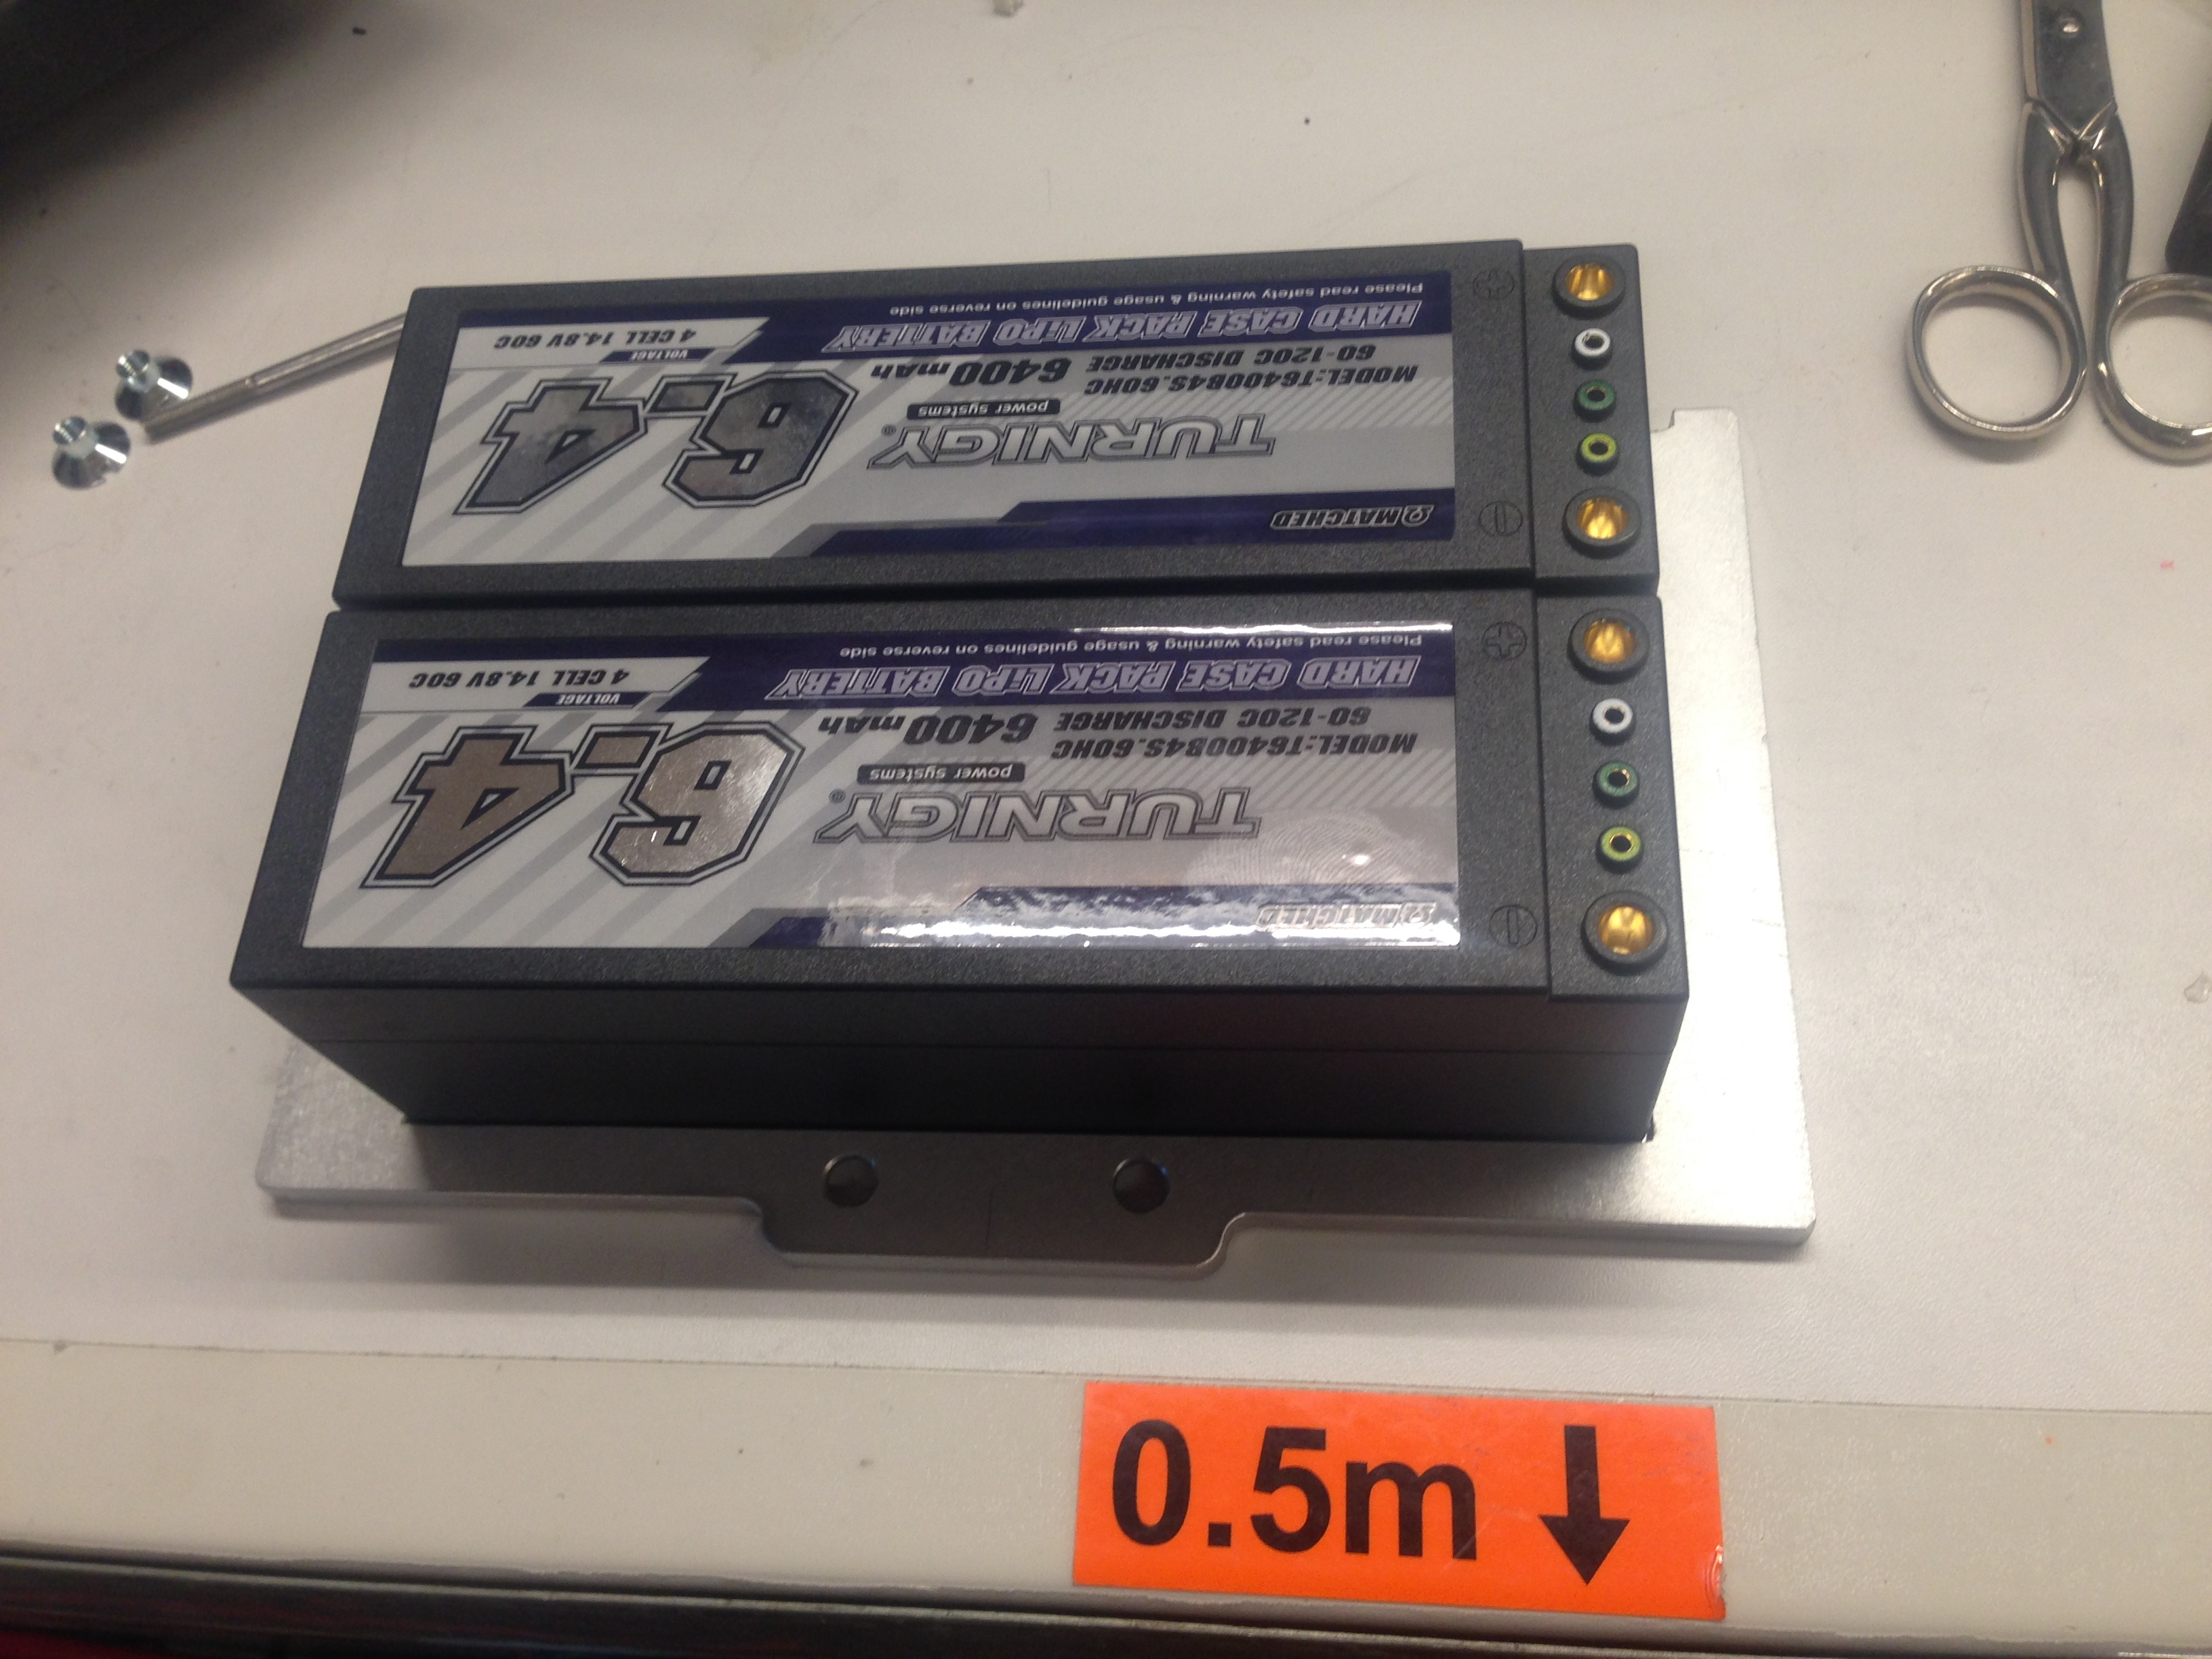 Please read safety warning & usage guidelines on reverse side
HARD CASE PACK LiPO BATTERY
VOLTAGE
4 CELL 14.8V 60C
MODEL:T6400B4S.60HC
60-120C DISCHARGE 6400mAh
TURNIGY®
power systems
6.4
Ω MATCHED
Please read safety warning & usage guidelines on reverse side
HARD CASE PACK LiPO BATTERY
VOLTAGE
4 CELL 14.8V 60C
MODEL:T6400B4S.60HC
60-120C DISCHARGE 6400mAh
TURNIGY®
power systems
6.4
Ω MATCHED
0.5m ↓